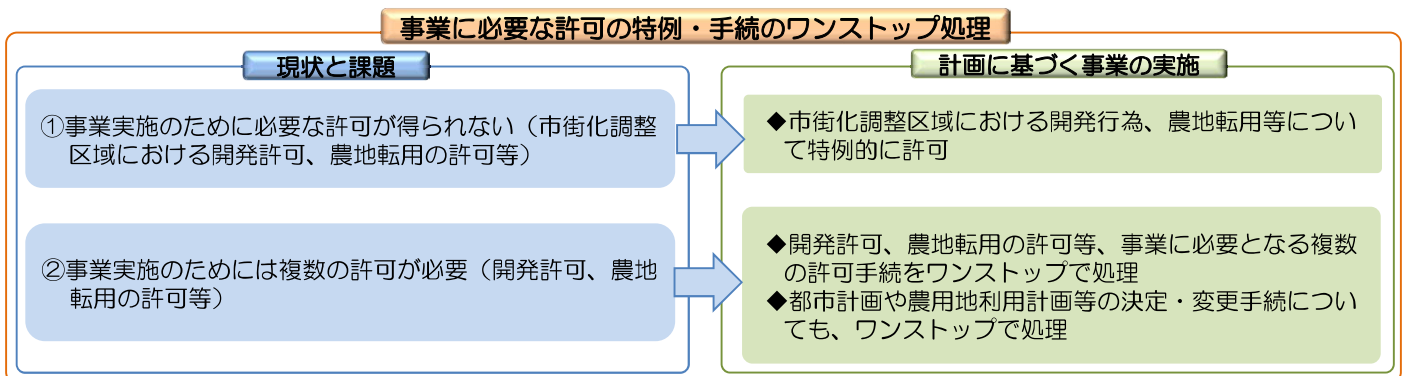 事業に必要な許可の特例・手続のワンストップ処理
現状と課題
①事業実施のために必要な許可が得られない（市街化調整
区域における開発許可、農地転用の許可等）
②事業実施のためには複数の許可が必要（開発許可、農地
転用の許可等）
計画に基づく事業の実施
◆市街化調整区域における開発行為、農地転用等につい
て特例的に許可
◆開発許可、農地転用の許可等、事業に必要となる複数
の許可手続をワンストップで処理
◆都市計画や農用地利用計画等の決定・変更手続につい
ても、ワンストップで処理